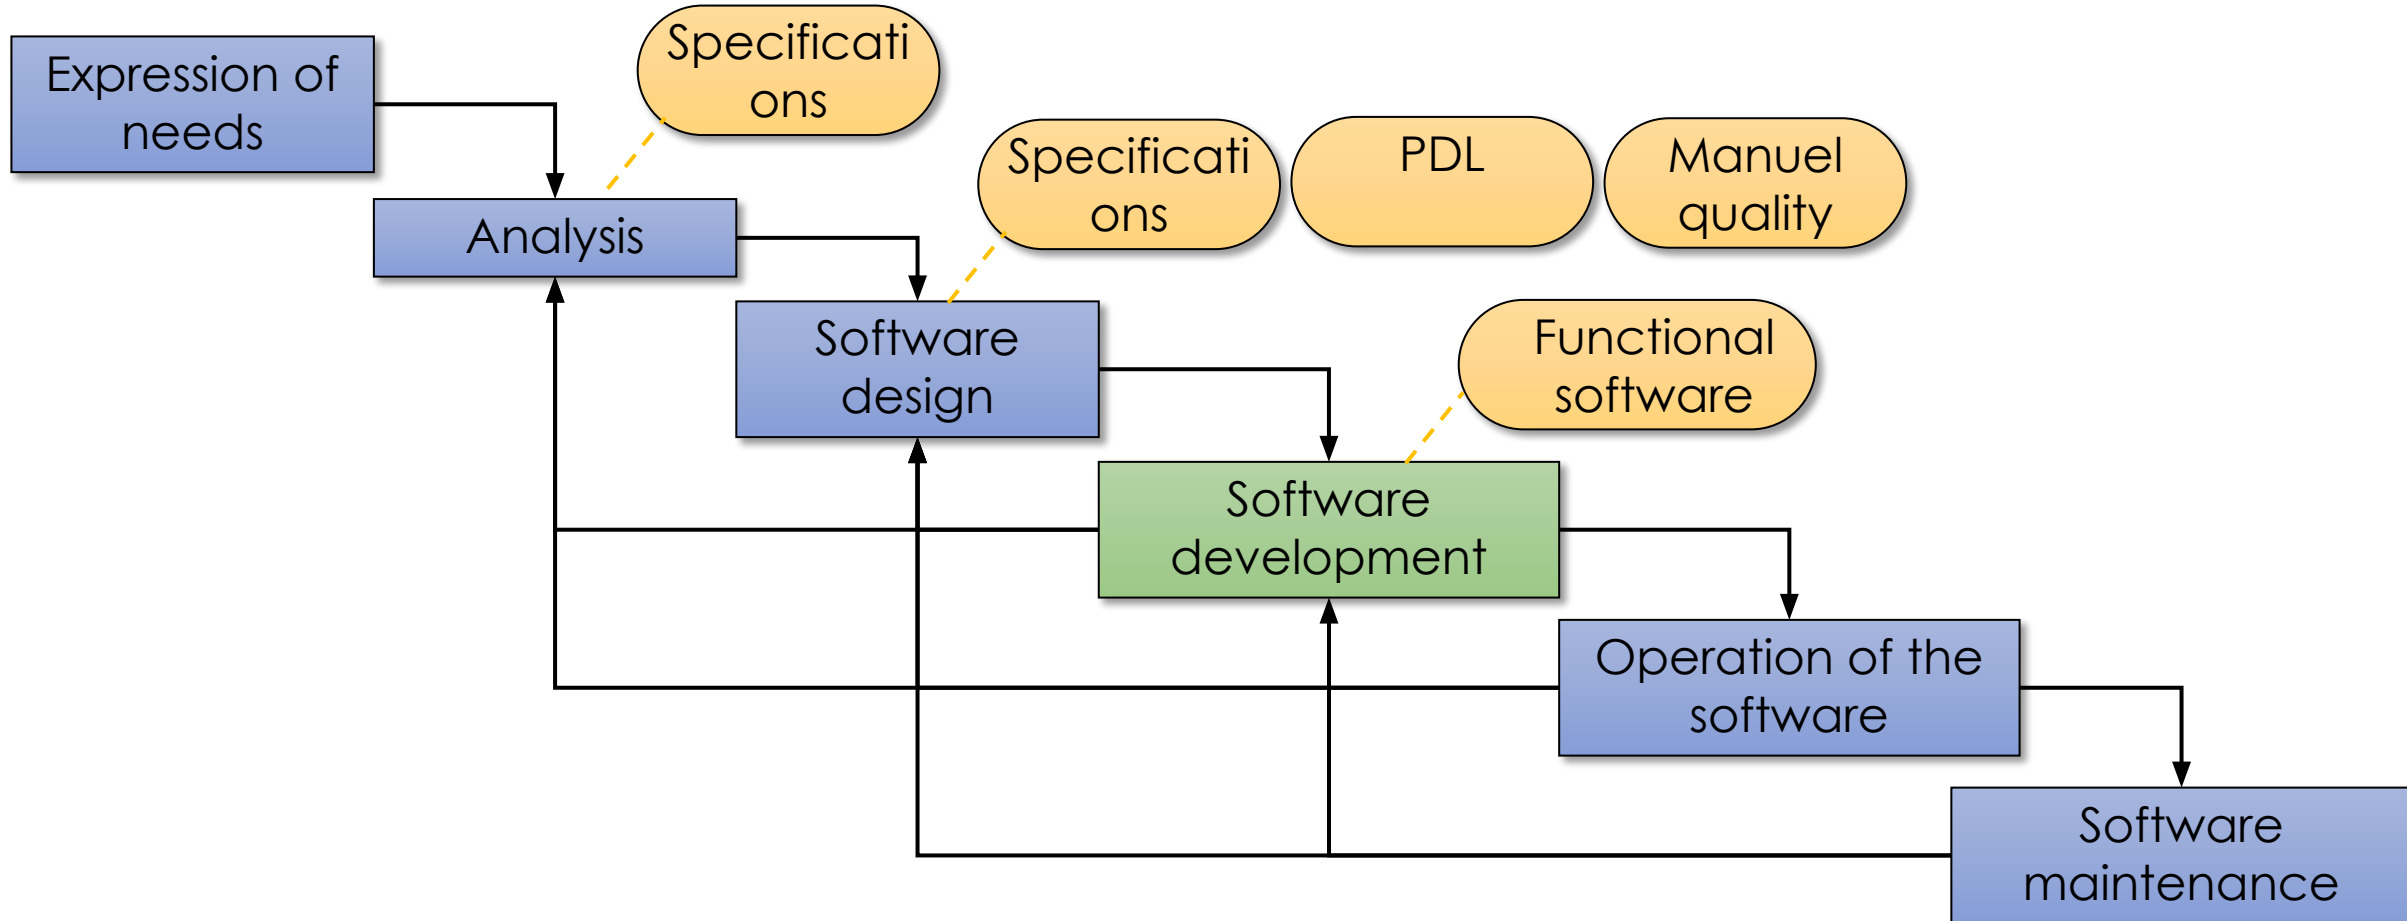 Expression of
needs
Specificati
ons
Analysis
Specificati
ons
PDL
Manuel
quality
Software
design
Functional
software
Software
development
Operation of the
software
Software
maintenance